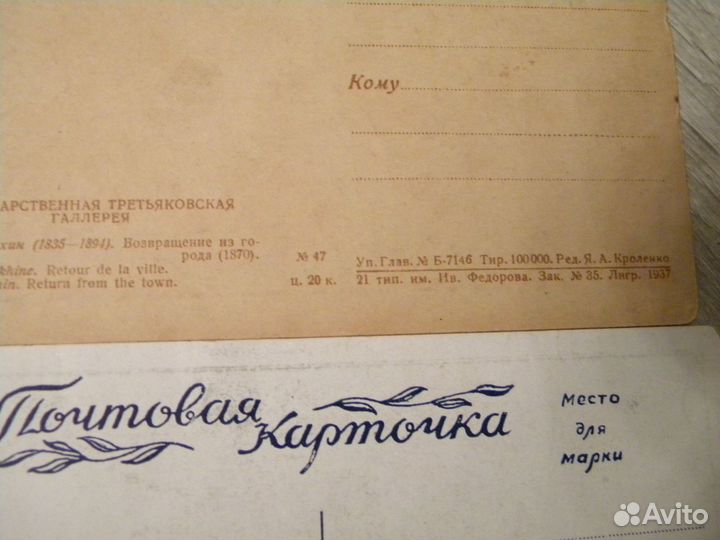 Кому
АРСТВЕННАЯ ТРЕТЬЯКОВСКАЯ
ГАЛЛЕРЕЯ
хин (1835—1894). Возвращение из го-
рода (1870).
khine. Retour de la ville.
in. Return from the town.
№ 47
ц. 20 к.
Уп. Глав. № Б-7146 Тир. 100000. Ред. Я. А. Кроленко
21 тип. им. Ив. Федорова. Зак. № 35. Лнгр. 1937
Почтовая
Карточка
Место
для
марки
Avito